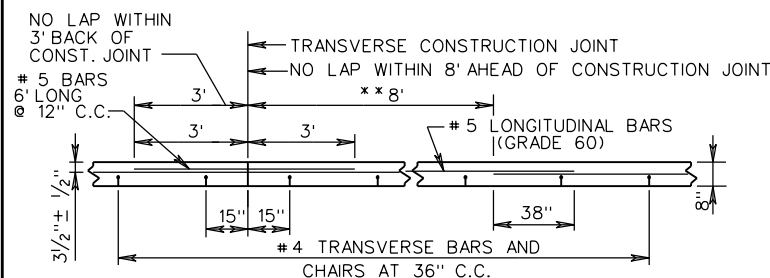 NO LAP WITHIN
3' BACK OF
CONST. JOINT
TRANSVERSE CONSTRUCTION JOINT
NO LAP WITHIN 8' AHEAD OF CONSTRUCTION JOINT
# 5 BARS
6' LONG
@ 12" C.C.
3'
**8'
3'
3'
# 5 LONGITUDINAL BARS
(GRADE 60)
3½"± ½"
8"
15"
15"
38"
#4 TRANSVERSE BARS AND
CHAIRS AT 36" C.C.